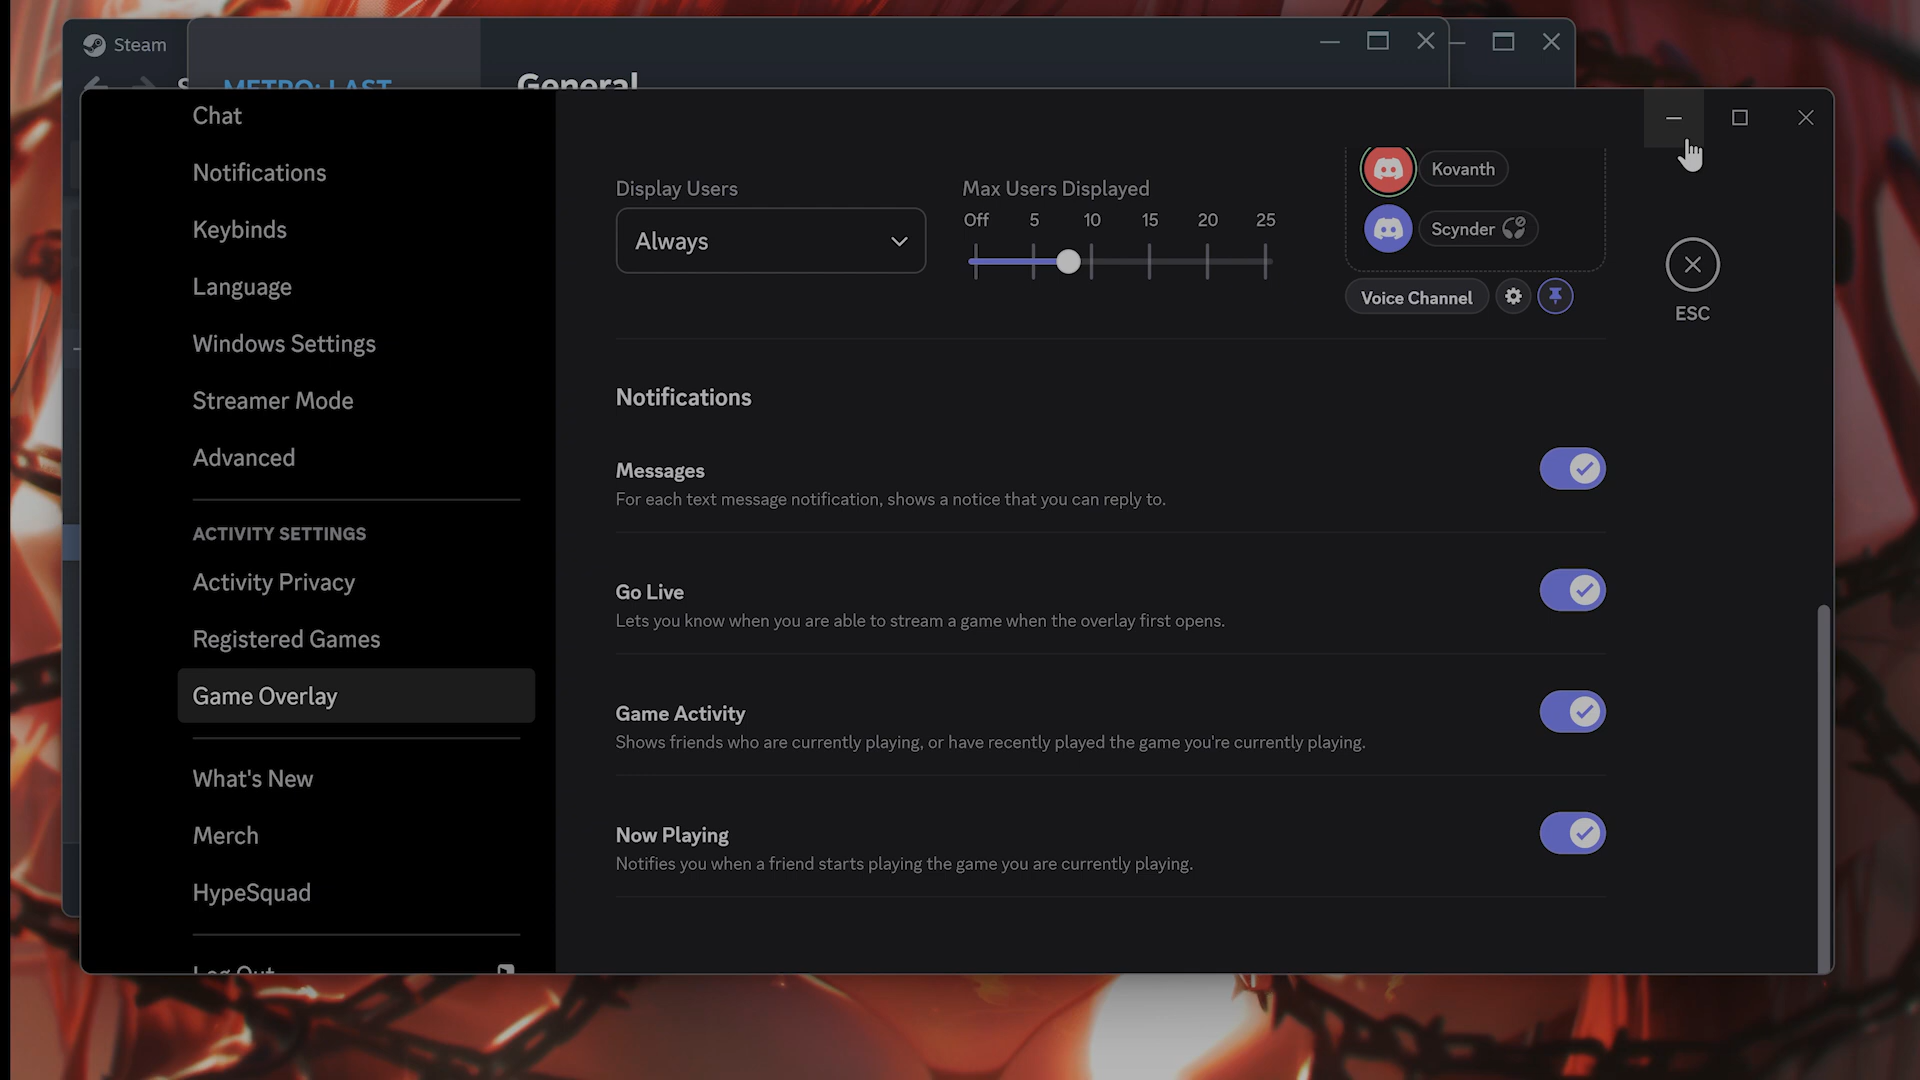 Steam
METRO: LAST
General
Chat
Notifications
Keybinds
Language
Windows Settings
Streamer Mode
Advanced
ACTIVITY SETTINGS
Activity Privacy
Registered Games
Game Overlay
What's New
Merch
HypeSquad
Log Out
Display Users
Always
Max Users Displayed
Off 5 10 15 20 25
Kovanth
Scynder
Voice Channel
ESC
Notifications
Messages
For each text message notification, shows a notice that you can reply to.
Go Live
Lets you know when you are able to stream a game when the overlay first opens.
Game Activity
Shows friends who are currently playing, or have recently played the game you're currently playing.
Now Playing
Notifies you when a friend starts playing the game you are currently playing.